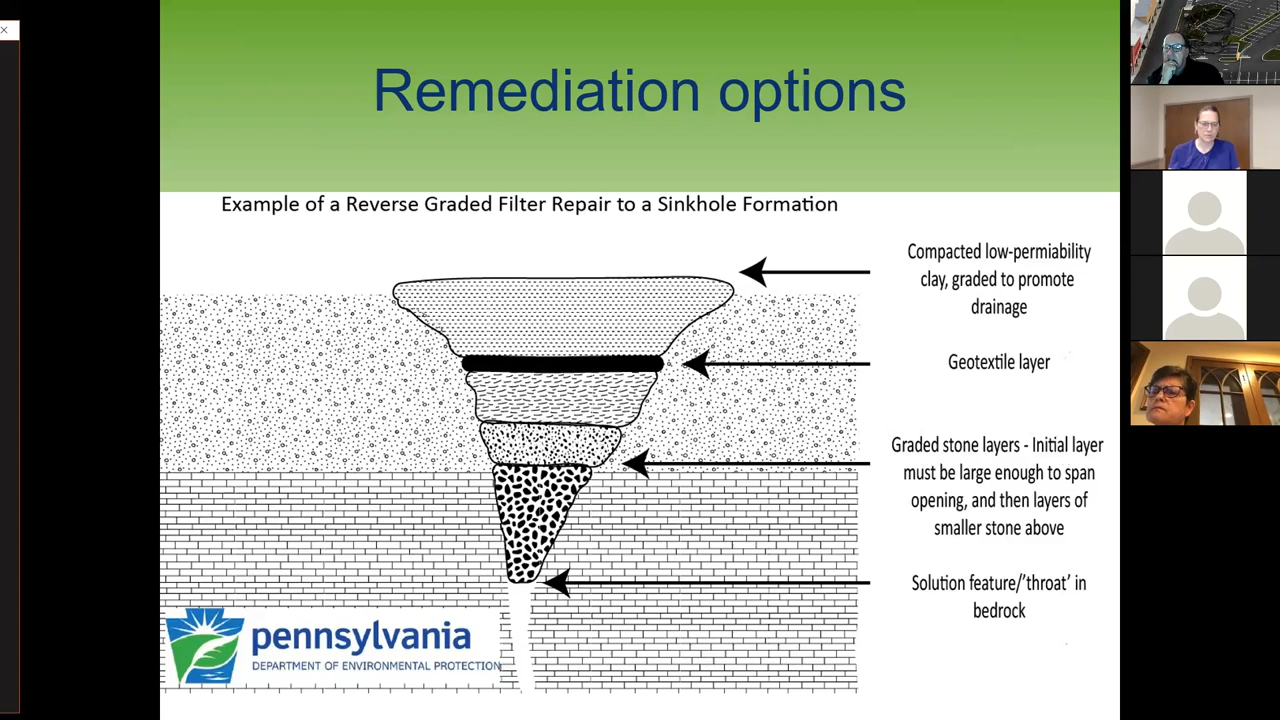 Remediation options
Example of a Reverse Graded Filter Repair to a Sinkhole Formation
Compacted low-permiability
clay, graded to promote
drainage
Geotextile layer
Graded stone layers - Initial layer
must be large enough to span
opening, and then layers of
smaller stone above
Solution feature/'throat' in
bedrock
pennsylvania
DEPARTMENT OF ENVIRONMENTAL PROTECTION